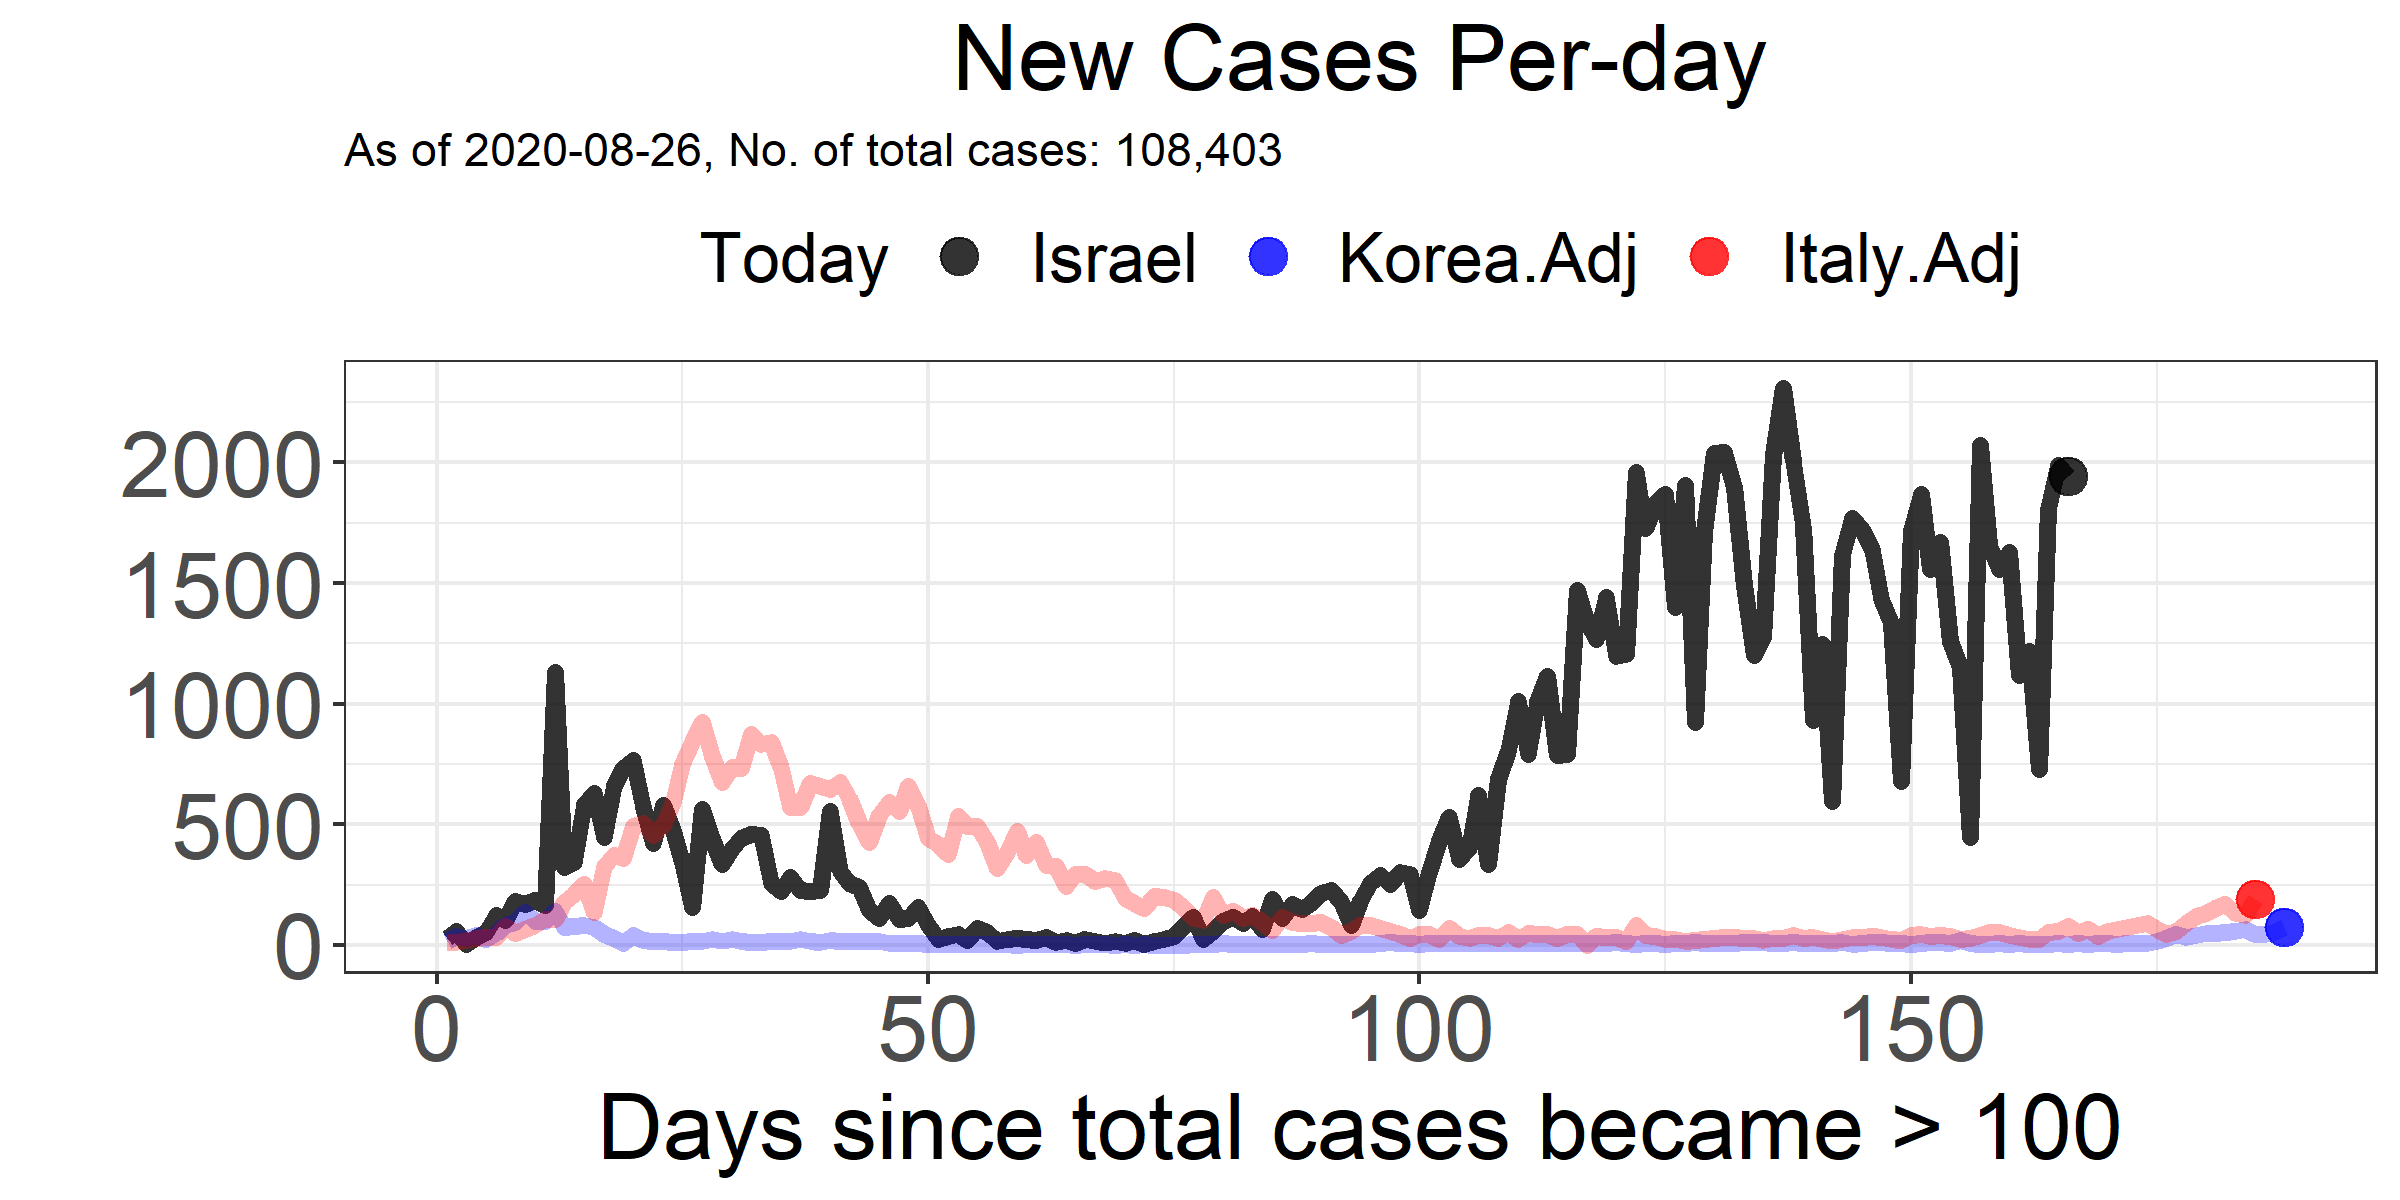 New Cases Per-day
As of 2020-08-26, No. of total cases: 108,403
Today Israel Korea.Adj Italy.Adj
2000
1500
1000
500
0
0 50 100 150
Days since total cases became > 100